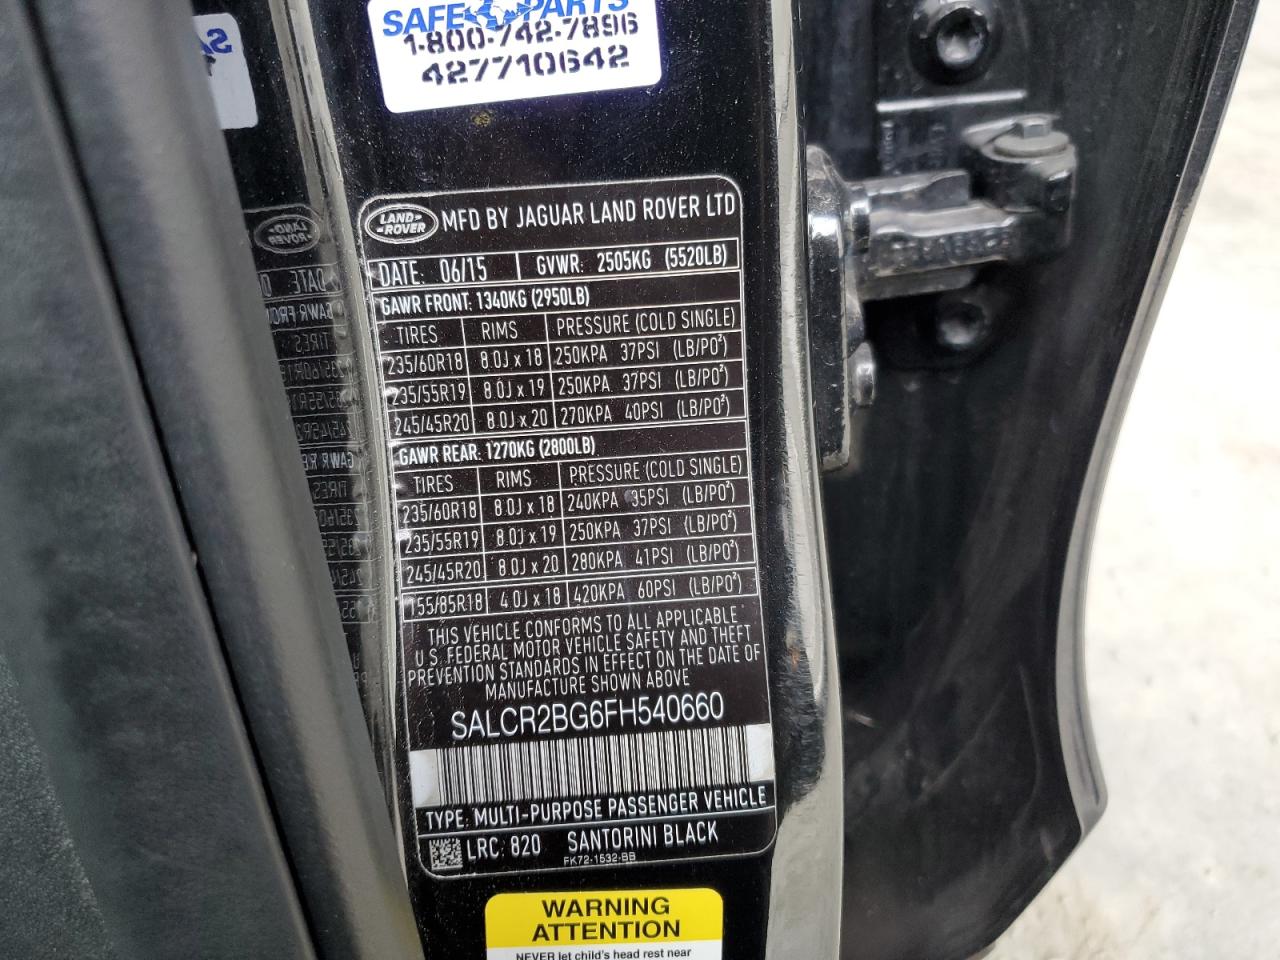 SAFE PARTS
1-800-742-7896
427710642
LAND-
-ROVER
MFD BY JAGUAR LAND ROVER LTD
DATE: 06/15 GVWR: 2505KG (5520LB)
GAWR FRONT: 1340KG (2950LB)
TIRES RIMS PRESSURE (COLD SINGLE)
235/60R18 8.0J x 18 250KPA 37PSI (LB/PO²)
235/55R19 8.0J x 19 250KPA 37PSI (LB/PO²)
245/45R20 8.0J x 20 270KPA 40PSI (LB/PO²)
GAWR REAR: 1270KG (2800LB)
TIRES RIMS PRESSURE (COLD SINGLE)
235/60R18 8.0J x 18 240KPA 35PSI (LB/PO²)
235/55R19 8.0J x 19 250KPA 37PSI (LB/PO²)
245/45R20 8.0J x 20 280KPA 41PSI (LB/PO²)
155/85R18 4.0J x 18 420KPA 60PSI (LB/PO²)
THIS VEHICLE CONFORMS TO ALL APPLICABLE
U.S. FEDERAL MOTOR VEHICLE SAFETY AND THEFT
PREVENTION STANDARDS IN EFFECT ON THE DATE OF
MANUFACTURE SHOWN ABOVE
SALCR2BG6FH540660
TYPE: MULTI-PURPOSE PASSENGER VEHICLE
LRC: 820 SANTORINI BLACK
FK72-1532-BB
WARNING
ATTENTION
NEVER let child's head rest near